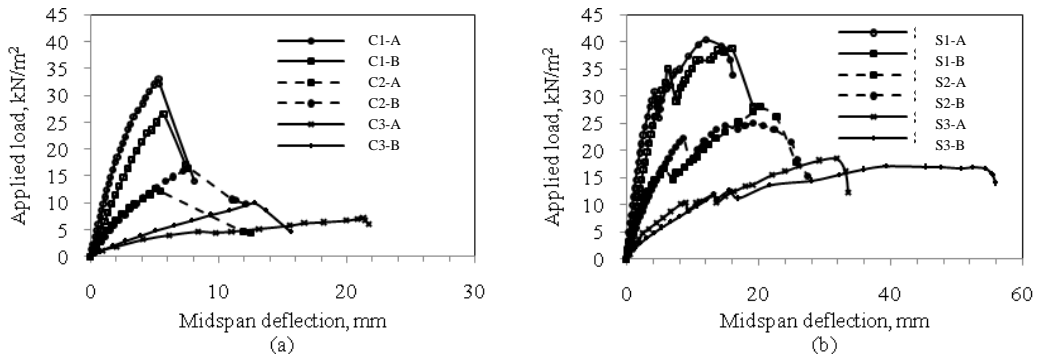 45
40
35
30
25
20
15
10
5
0
Applied load, kN/m²
C1-A
C1-B
C2-A
C2-B
C3-A
C3-B
0 10 20 30
Midspan deflection, mm
(a)
45
40
35
30
25
20
15
10
5
0
Applied load, kN/m²
S1-A
S1-B
S2-A
S2-B
S3-A
S3-B
0 20 40 60
Midspan deflection, mm
(b)